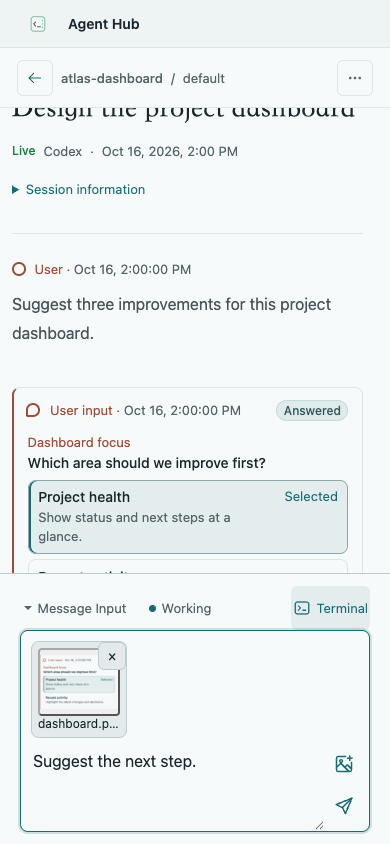 Agent Hub
atlas-dashboard / default
Design the project dashboard
Live Codex · Oct 16, 2026, 2:00 PM
Session information
User · Oct 16, 2:00:00 PM
Suggest three improvements for this project
dashboard.
User input · Oct 16, 2:00:00 PM
Answered
Dashboard focus
Which area should we improve first?
Project health
Selected
Show status and next steps at a
glance.
Message Input
Working
Terminal
dashboard.p...
Suggest the next step.